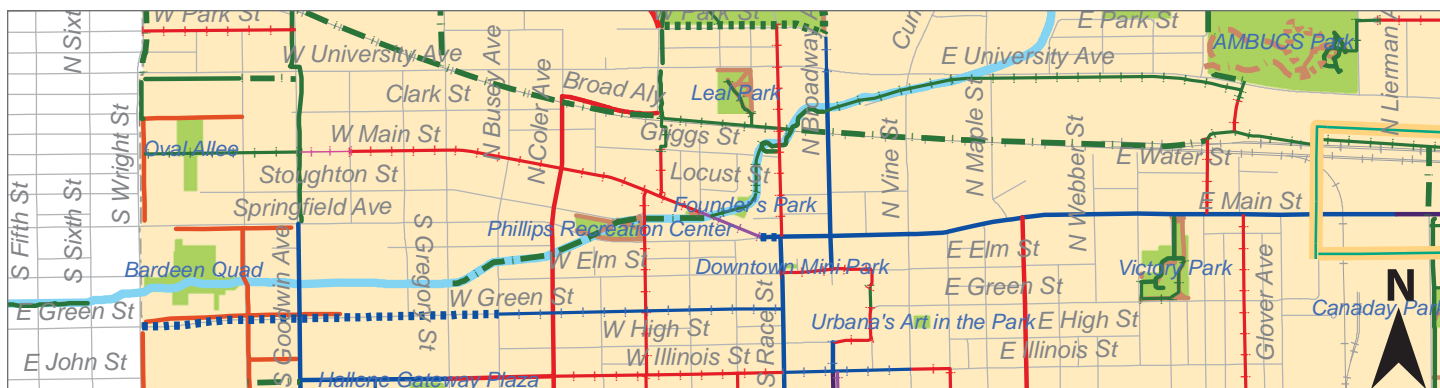 N Sixt
W Park St
W Park St
N Broadway A
Curr
E Park St
AMBUCS Park
N Lierman A
W University Ave
N Busey Ave
E University Ave
Clark St
N Coler Ave
Broad Aly
Leal Park
S Wright St
W Main St
Griggs St
N Vine St
N Maple St
N Webber St
E Water St
Oval Allee
Stoughton St
Locust St
S Fifth St
S Sixth St
Springfield Ave
Founder's Park
E Main St
Phillips Recreation Center
S Gregory St
S Goodwin Ave
E Elm St
W Elm St
Bardeen Quad
Downtown Mini Park
Victory Park
Glover Ave
N
E Green St
W Green St
E Green St
Canaday Park
S Race St
W High St
Urbana's Art in the Park
E High St
E John St
W Illinois St
E Illinois St
Hallene Gateway Plaza